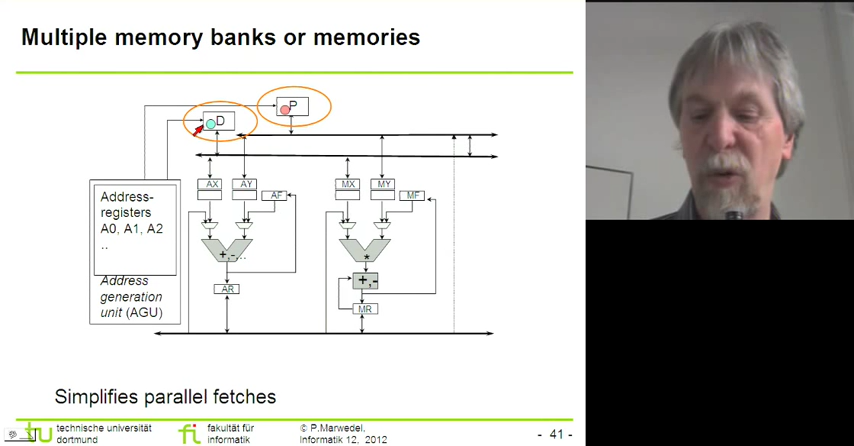 Multiple memory banks or memories
P
D
AX AY AF MX MY MF
Address-
registers
A0, A1, A2
..
+,-...
*
Address
generation
unit (AGU)
+,-
AR
MR
Simplifies parallel fetches
technische universität
dortmund
fakultät für
informatik
© P.Marwedel,
Informatik 12, 2012
- 41 -